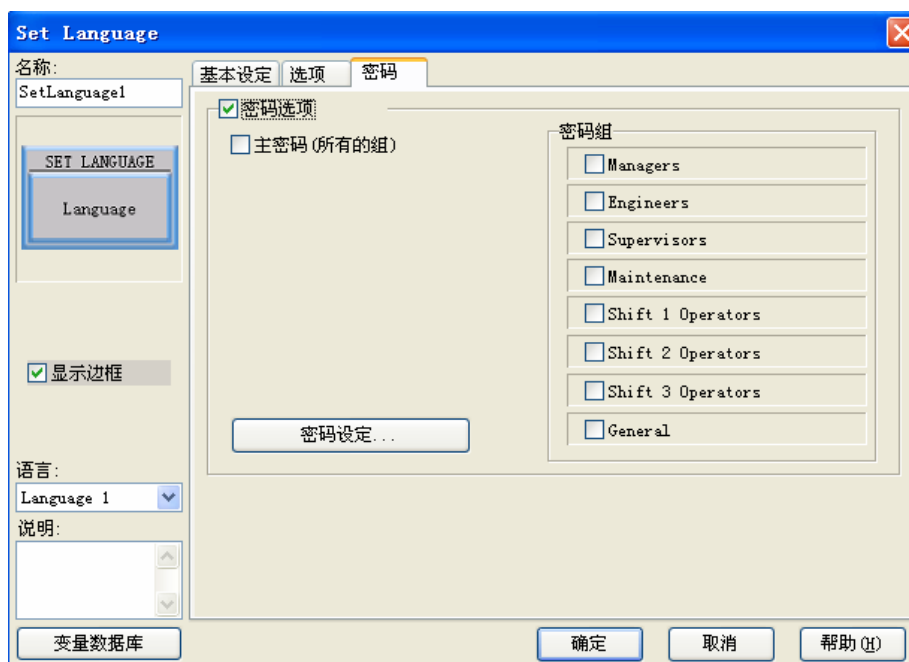 Set Language
名称:
SetLanguage1
SET LANGUAGE
Language
显示边框
语言:
Language 1
说明:
变量数据库
基本设定 选项 密码
密码选项
主密码(所有的组)
密码设定...
密码组
Managers
Engineers
Supervisors
Maintenance
Shift 1 Operators
Shift 2 Operators
Shift 3 Operators
General
确定 取消 帮助(H)